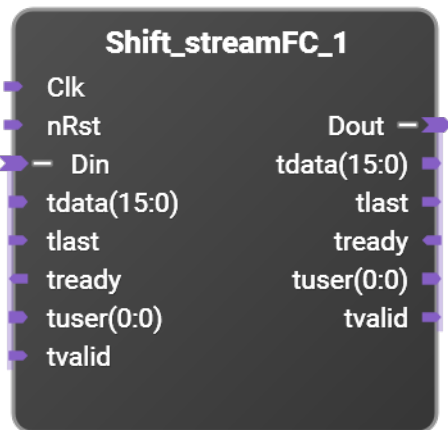 Shift_streamFC_1
Clk
nRst
Din
tdata(15:0)
tlast
tready
tuser(0:0)
tvalid
Dout
tdata(15:0)
tlast
tready
tuser(0:0)
tvalid